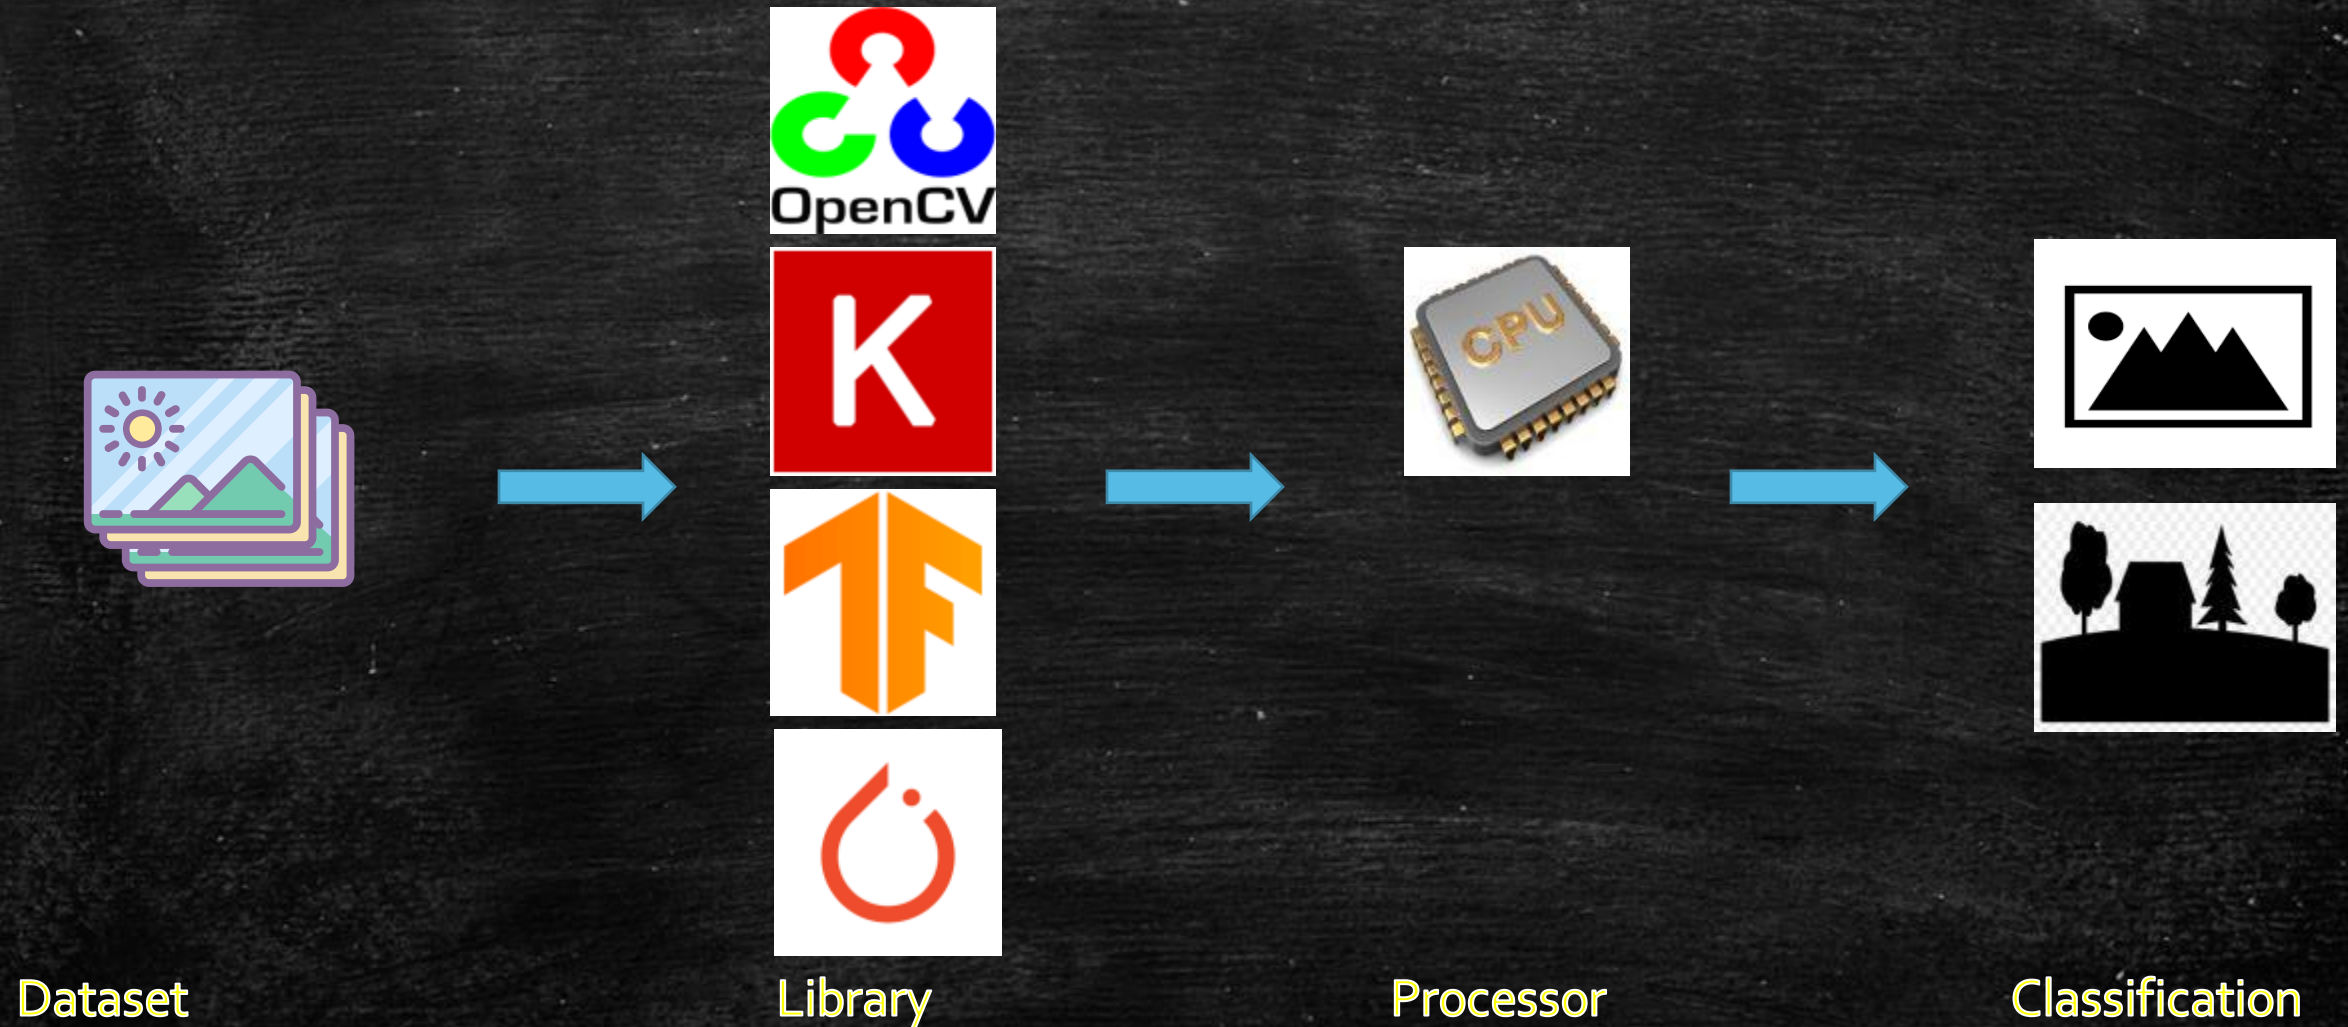 OpenCV
K
CPU
Dataset
Library
Processor
Classification